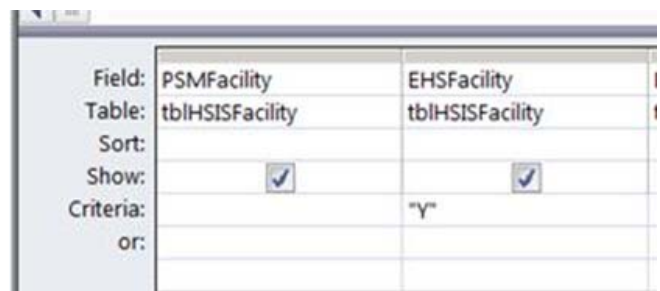 Field: PSMFacility EHSFacility
Table: tblHSISFacility tblHSISFacility
Sort:
Show:
Criteria: "Y"
or: